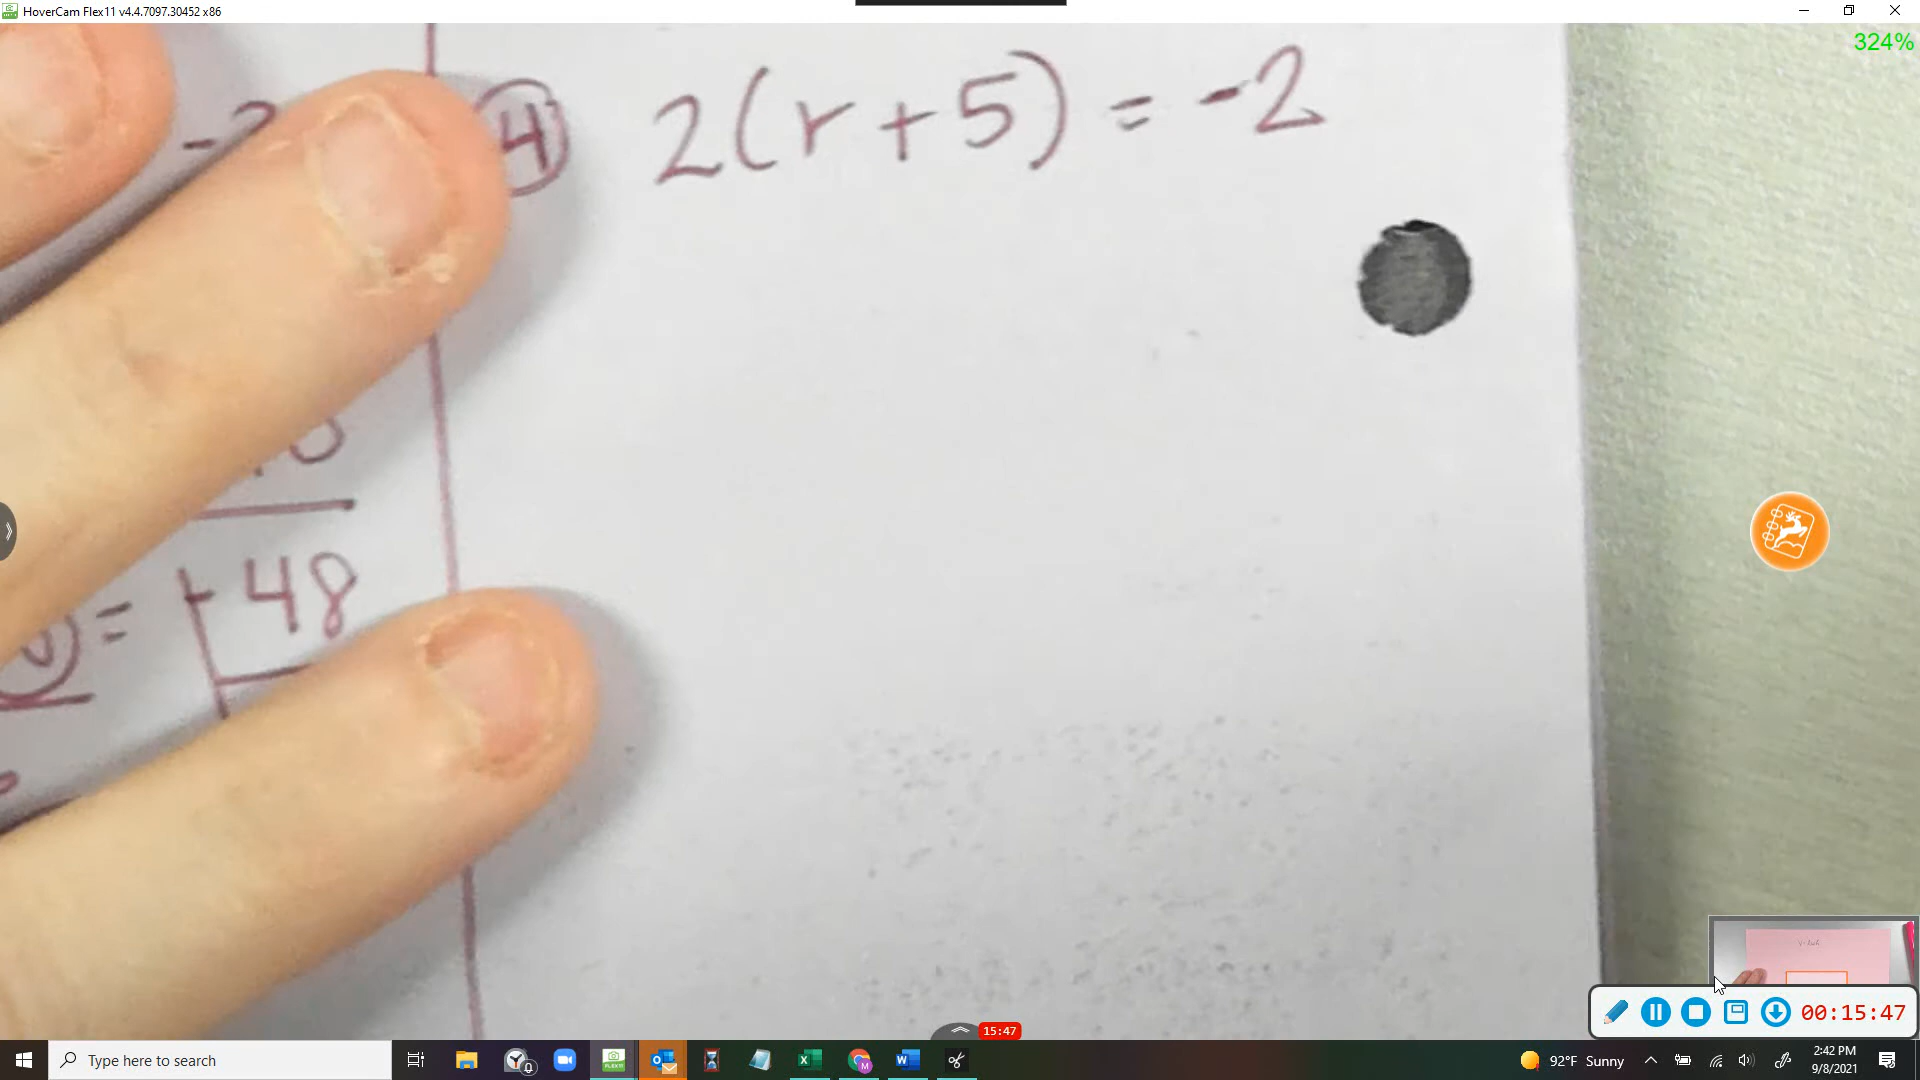 HoverCam Flex11 v4.4.7097.30452 x86
324%
④ 2(r+5) = -2
= -48
15:47
00:15:47
Type here to search
92°F Sunny
2:42 PM
9/8/2021